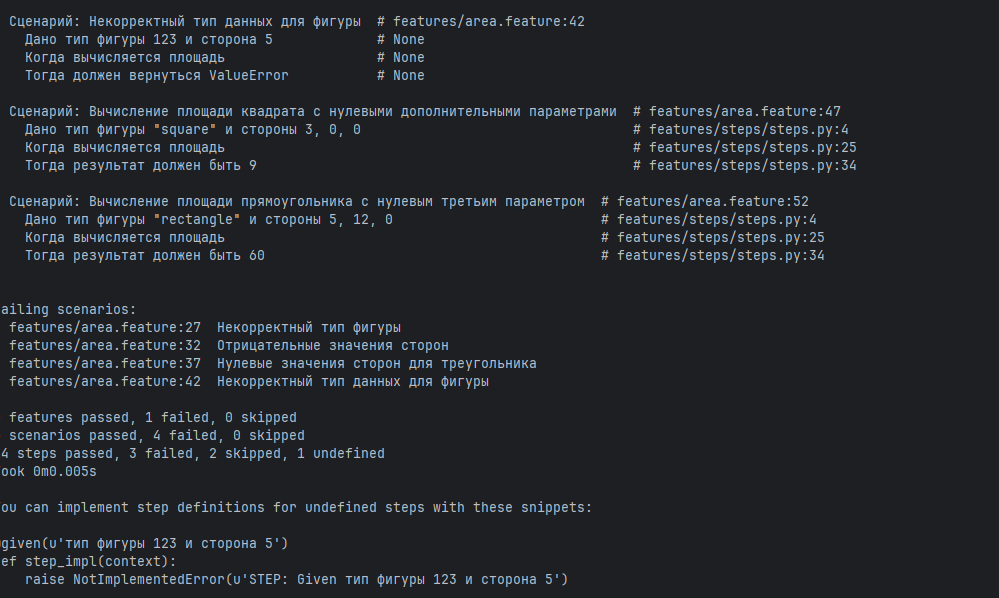 Сценарий: Некорректный тип данных для фигуры  # features/area.feature:42
Дано тип фигуры 123 и сторона 5  # None
Когда вычисляется площадь  # None
Тогда должен вернуться ValueError  # None
Сценарий: Вычисление площади квадрата с нулевыми дополнительными параметрами  # features/area.feature:47
Дано тип фигуры "square" и стороны 3, 0, 0  # features/steps/steps.py:4
Когда вычисляется площадь  # features/steps/steps.py:25
Тогда результат должен быть 9  # features/steps/steps.py:34
Сценарий: Вычисление площади прямоугольника с нулевым третьим параметром  # features/area.feature:52
Дано тип фигуры "rectangle" и стороны 5, 12, 0  # features/steps/steps.py:4
Когда вычисляется площадь  # features/steps/steps.py:25
Тогда результат должен быть 60  # features/steps/steps.py:34
ailing scenarios:
features/area.feature:27  Некорректный тип фигуры
features/area.feature:32  Отрицательные значения сторон
features/area.feature:37  Нулевые значения сторон для треугольника
features/area.feature:42  Некорректный тип данных для фигуры
features passed, 1 failed, 0 skipped
scenarios passed, 4 failed, 0 skipped
4 steps passed, 3 failed, 2 skipped, 1 undefined
ook 0m0.005s
ou can implement step definitions for undefined steps with these snippets:
given(u'тип фигуры 123 и сторона 5')
ef step_impl(context):
raise NotImplementedError(u'STEP: Given тип фигуры 123 и сторона 5')